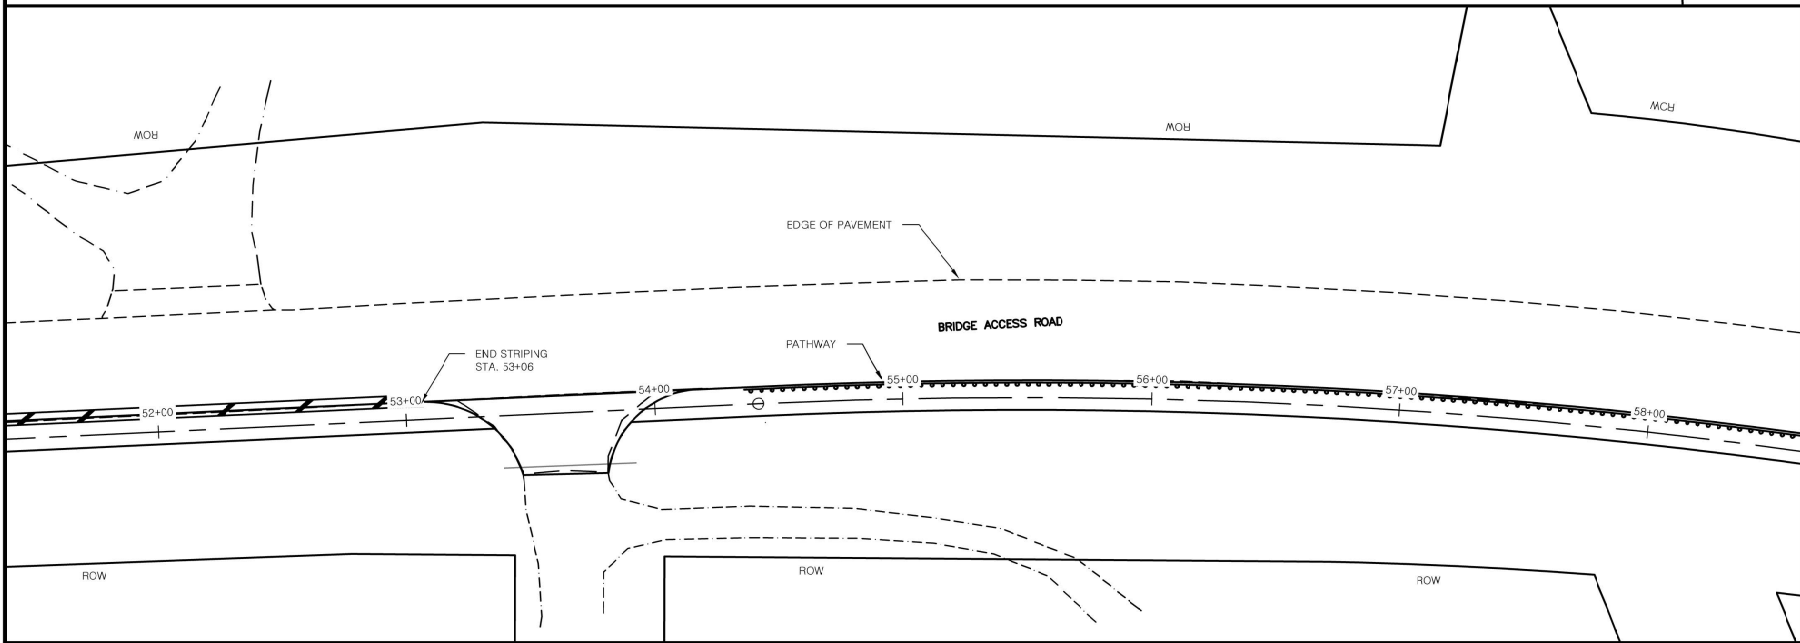 ROW
ROW
ROW
EDGE OF PAVEMENT
BRIDGE ACCESS ROAD
PATHWAY
END STRIPING
STA. 53+06
52+00
53+00
54+00
55+00
56+00
57+00
58+00
ROW
ROW
ROW